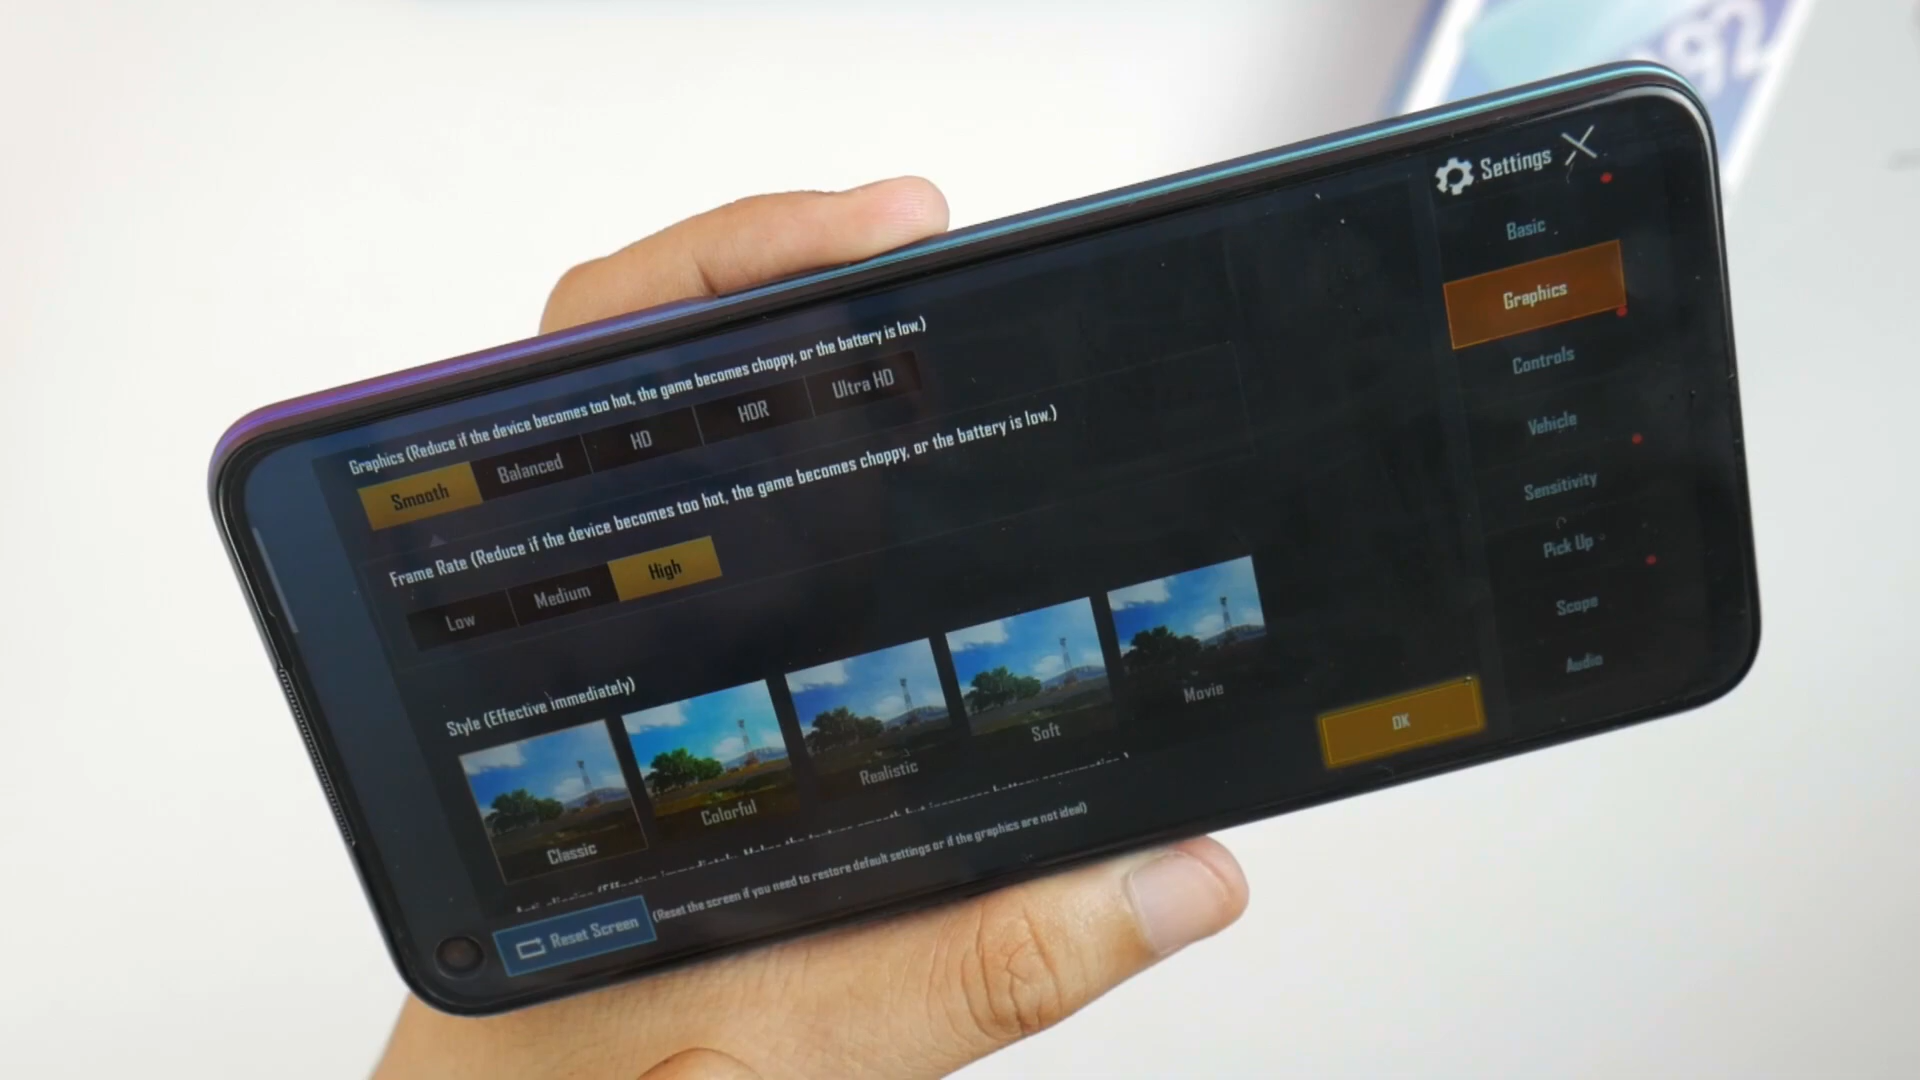 Settings
Basic
Graphics
Controls
Vehicle
Sensitivity
Pick Up
Scope
Audio
Graphics (Reduce if the device becomes too hot, the game becomes choppy, or the battery is low.)
Smooth Balanced HD HDR Ultra HD
Frame Rate (Reduce if the device becomes too hot, the game becomes choppy, or the battery is low.)
Low Medium High
Style (Effective immediately)
Classic Colorful Realistic Soft Movie
OK
Reset Screen (Reset the screen if you need to restore default settings or if the graphics are not ideal)